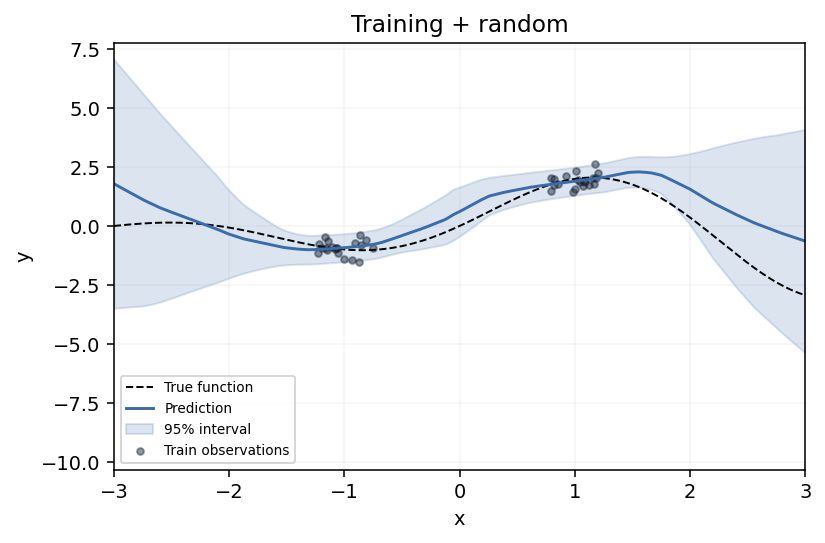 Training + random
7.5
5.0
2.5
0.0
−2.5
−5.0
−7.5
−10.0
y
True function
Prediction
95% interval
Train observations
−3 −2 −1 0 1 2 3
x